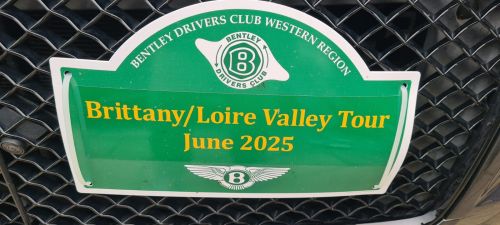 BENTLEY DRIVERS CLUB WESTERN REGION
BENTLEY
B
DRIVERS CLUB
Brittany/Loire Valley Tour
June 2025
B